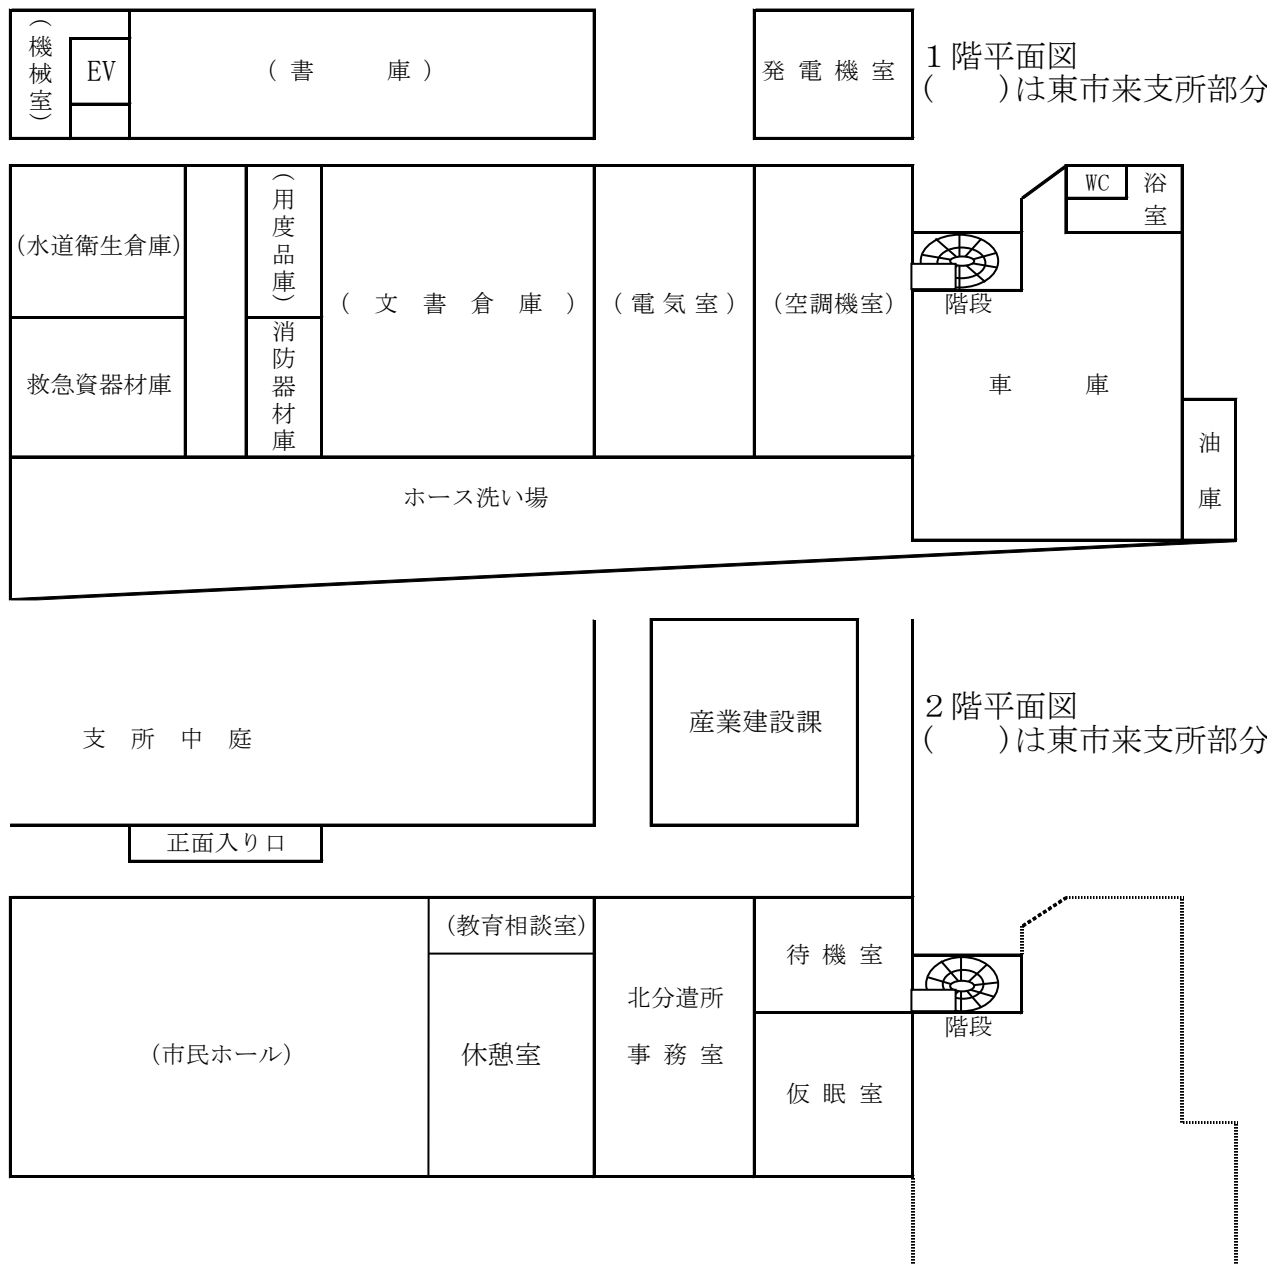 (機械室)
EV
(書　　庫)
発電機室
1階平面図
(　　)は東市来支所部分
(水道衛生倉庫)
(用度品庫)
(文書倉庫)
(電気室)
(空調機室)
階段
WC
浴室
救急資器材庫
消防器材庫
車　　庫
油庫
ホース洗い場
支所中庭
産業建設課
2階平面図
(　　)は東市来支所部分
正面入り口
(市民ホール)
(教育相談室)
休憩室
北分遣所
事務室
待機室
仮眠室
階段